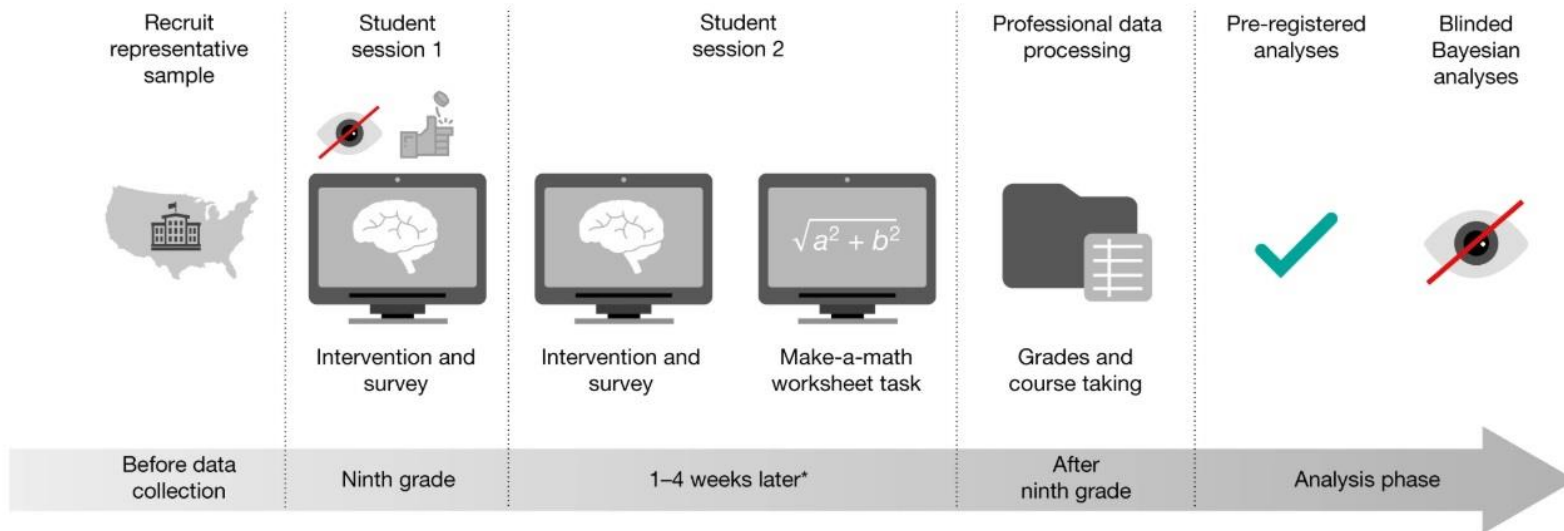 Recruit
representative
sample
Student
session 1
Student
session 2
Professional data
processing
Pre-registered
analyses
Blinded
Bayesian
analyses
√a² + b²
Intervention and
survey
Intervention and
survey
Make-a-math
worksheet task
Grades and
course taking
Before data
collection
Ninth grade
1–4 weeks later*
After
ninth grade
Analysis phase